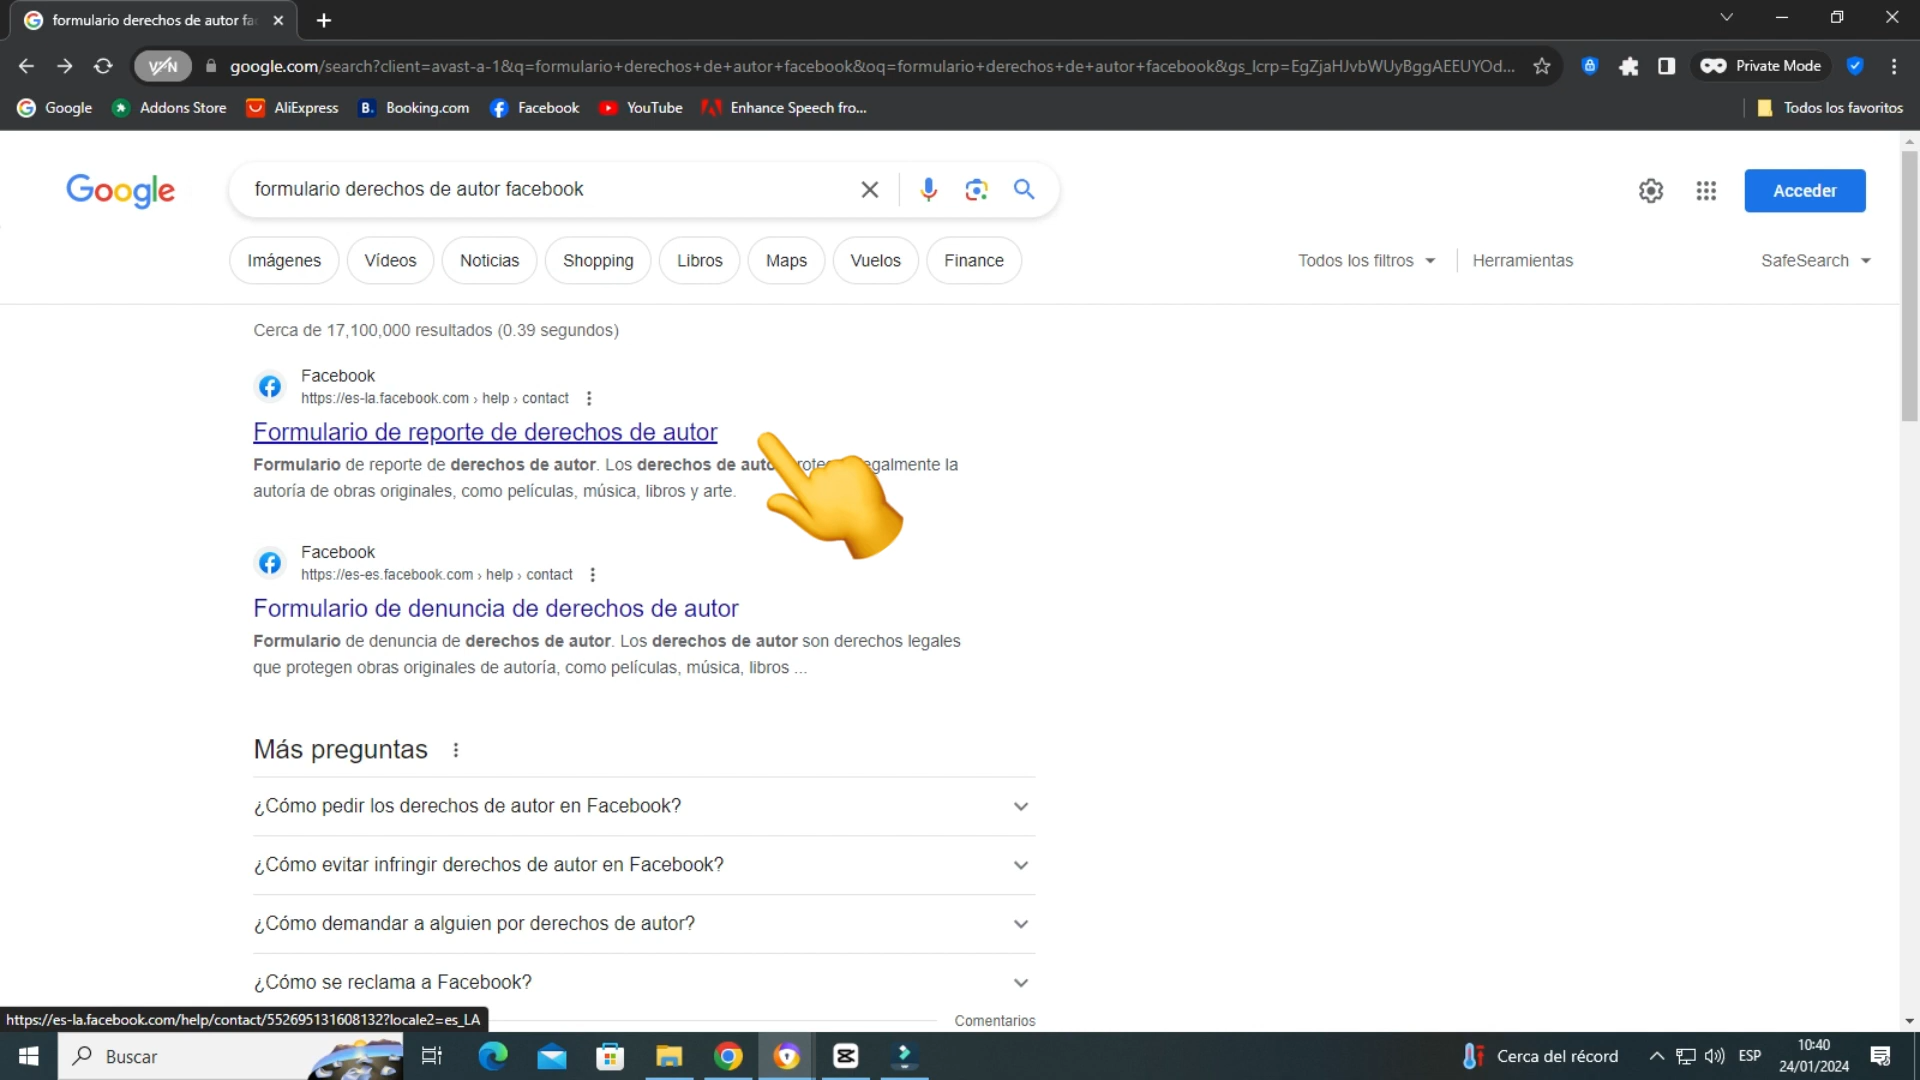 formulario derechos de autor fa
VPN
google.com/search?client=avast-a-1&q=formulario+derechos+de+autor+facebook&oq=formulario+derechos+de+autor+facebook&gs_lcrp=EgZjaHJvbWUyBggAEEUYOd...
Private Mode
Google
Addons Store
AliExpress
B. Booking.com
Facebook
YouTube
Enhance Speech fro...
Todos los favoritos
Google
formulario derechos de autor facebook
Acceder
Imágenes
Vídeos
Noticias
Shopping
Libros
Maps
Vuelos
Finance
Todos los filtros
Herramientas
SafeSearch
Cerca de 17,100,000 resultados (0.39 segundos)
Facebook
https://es-la.facebook.com › help › contact
Formulario de reporte de derechos de autor
Formulario de reporte de derechos de autor. Los derechos de auto galmente la
autoría de obras originales, como películas, música, libros y arte.
Facebook
https://es-es.facebook.com › help › contact
Formulario de denuncia de derechos de autor
Formulario de denuncia de derechos de autor. Los derechos de autor son derechos legales
que protegen obras originales de autoría, como películas, música, libros ...
Más preguntas
¿Cómo pedir los derechos de autor en Facebook?
¿Cómo evitar infringir derechos de autor en Facebook?
¿Cómo demandar a alguien por derechos de autor?
¿Cómo se reclama a Facebook?
Comentarios
https://es-la.facebook.com/help/contact/552695131608132?locale2=es_LA
Buscar
Cerca del récord
ESP
10:40
24/01/2024